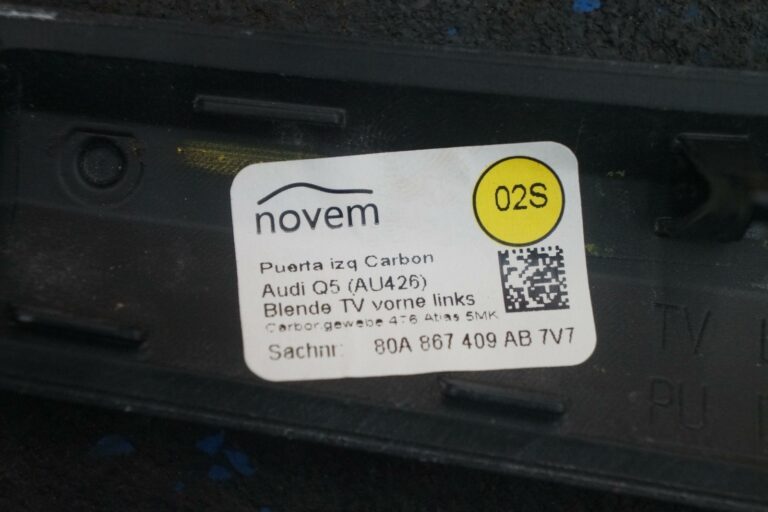 novem
02S
Puerta izq Carbon
Audi Q5 (AU426)
Blende TV vorne links
Carbongewebe 476 Atlas 5MK
Sachnr: 80A 867 409 AB 7V7
TV
PU